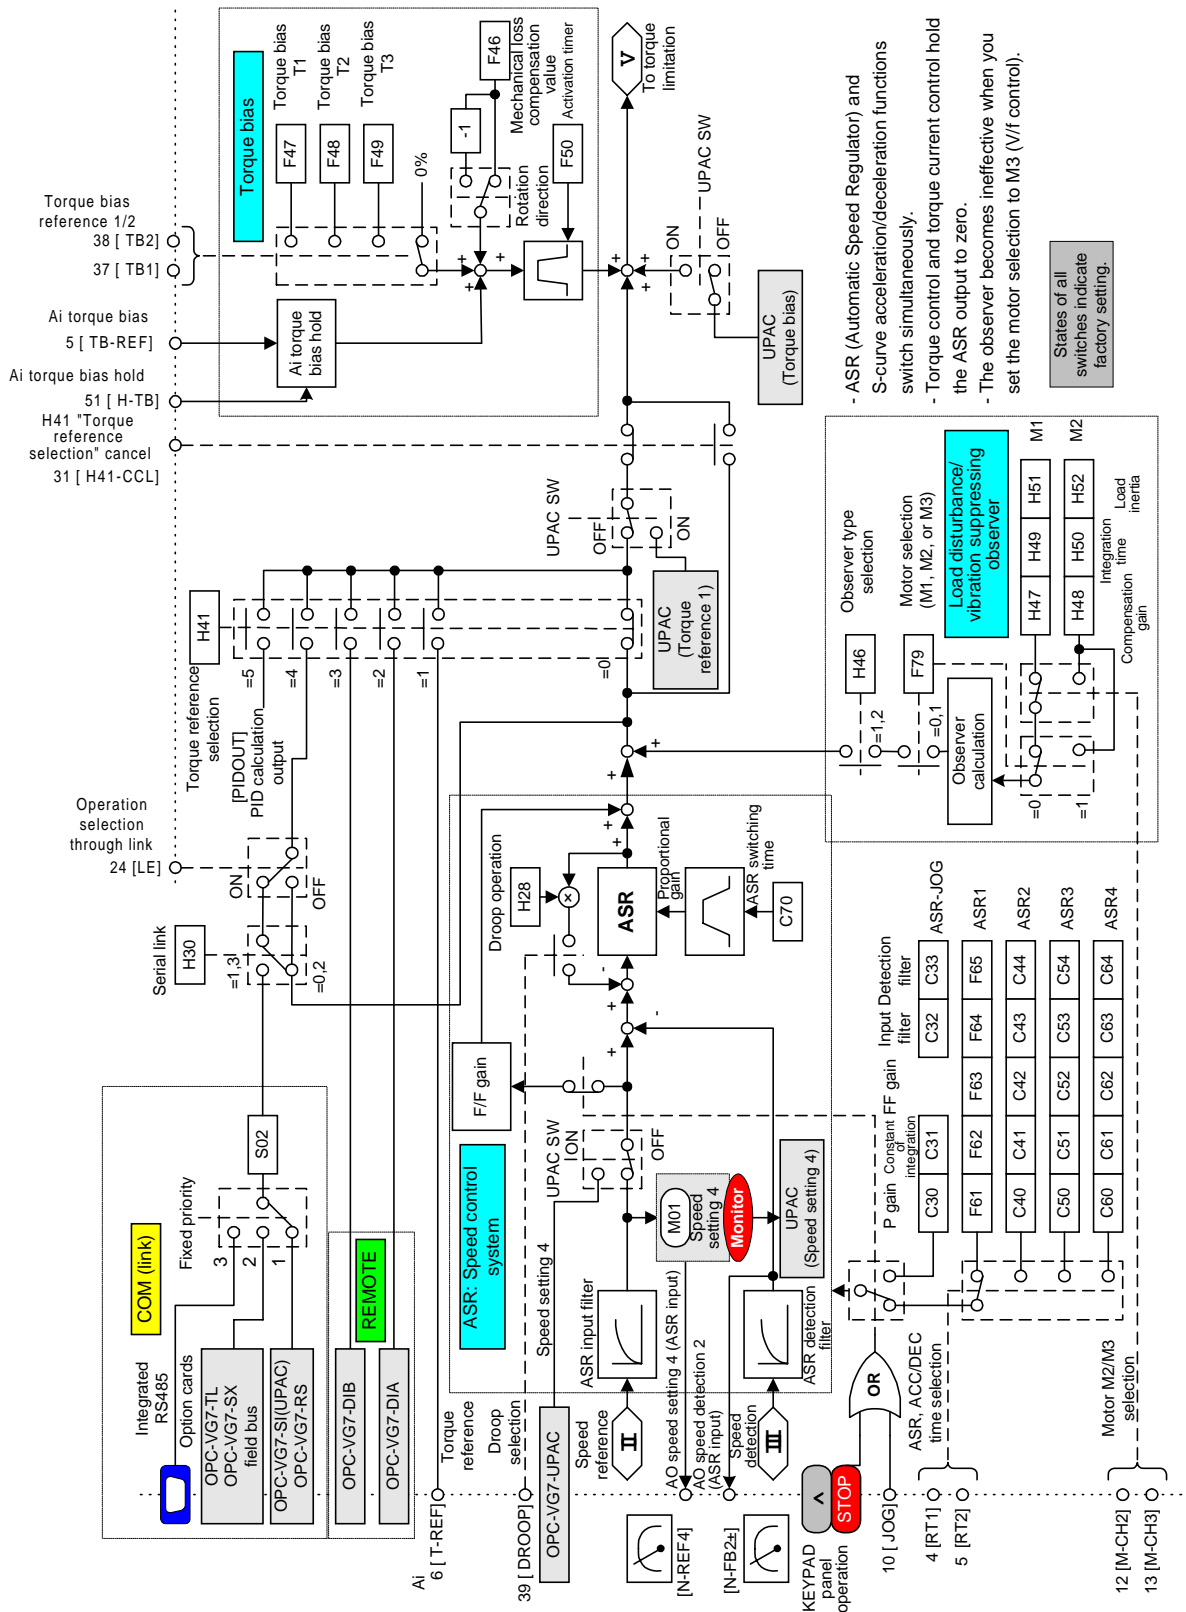 Torque bias
reference 1/2
38 [ TB2]
37 [ TB1]
Ai torque bias
5 [ TB-REF]
Ai torque bias hold
51 [ H-TB]
H41 "Torque
reference
selection" cancel
31 [ H41-CCL]
Operation
selection
through link
24 [LE]
Torque bias
Torque bias
T1
Torque bias
T2
Torque bias
T3
F47
F48
F49
0%
Ai torque
bias hold
-1
F46
Mechanical loss
compensation
value
Rotation
direction
F50
Activation timer
V
To torque
limitation
UPAC SW
ON
OFF
UPAC
(Torque bias)
- ASR (Automatic Speed Regulator) and
S-curve acceleration/deceleration functions
switch simultaneously.
- Torque control and torque current control hold
the ASR output to zero.
- The observer becomes ineffective when you
set the motor selection to M3 (V/f control).
States of all
switches indicate
factory setting.
Torque reference
selection
H41
=5
=4
=3
=2
=1
=0
[PIDOUT]
PID calculation
output
UPAC SW
OFF
ON
UPAC
(Torque
reference 1)
Serial link
H30
=1,3
=0,2
ON
OFF
Observer type
selection
H46
=1,2
Motor selection
(M1, M2, or M3)
F79
=0,1
Load disturbance/
vibration suppressing
observer
Observer
calculation
=0
=1
H47
H49
H51
M1
H48
H50
H52
M2
Compensation
gain
Integration
time
Load
inertia
COM (link)
Fixed priority
3
2
1
S02
Integrated
RS485
Option cards
OPC-VG7-TL
OPC-VG7-SX
field bus
OPC-VG7-SI(UPAC)
OPC-VG7-RS
REMOTE
OPC-VG7-DIB
OPC-VG7-DIA
Ai
6 [ T-REF]
Torque
reference
39 [ DROOP]
Droop
selection
OPC-VG7-UPAC
Speed setting 4
ASR: Speed control
system
F/F gain
UPAC SW
ON
OFF
Droop operation
H28
×
ASR
Proportional
gain
ASR switching
time
C70
Speed
reference
II
ASR input filter
M01
Speed
setting 4
Monitor
UPAC
(Speed setting 4)
[N-REF4]
AO speed setting 4 (ASR input)
[N-FB2±]
AO speed detection 2
(ASR input)
Speed
detection
III
ASR detection
filter
KEYPAD
panel
operation
^
STOP
10 [ JOG]
OR
4 [RT1]
5 [RT2]
ASR, ACC/DEC
time selection
12 [M-CH2]
13 [M-CH3]
Motor M2/M3
selection
P gain
Constant
of
integration
FF gain
Input
filter
Detection
filter
C30
C31
C32
C33
ASR-JOG
F61
F62
F63
F64
F65
ASR1
C40
C41
C42
C43
C44
ASR2
C50
C51
C52
C53
C54
ASR3
C60
C61
C62
C63
C64
ASR4
+
+
+
+
+
+
+
+
+
+
+
+
+
+
-
-